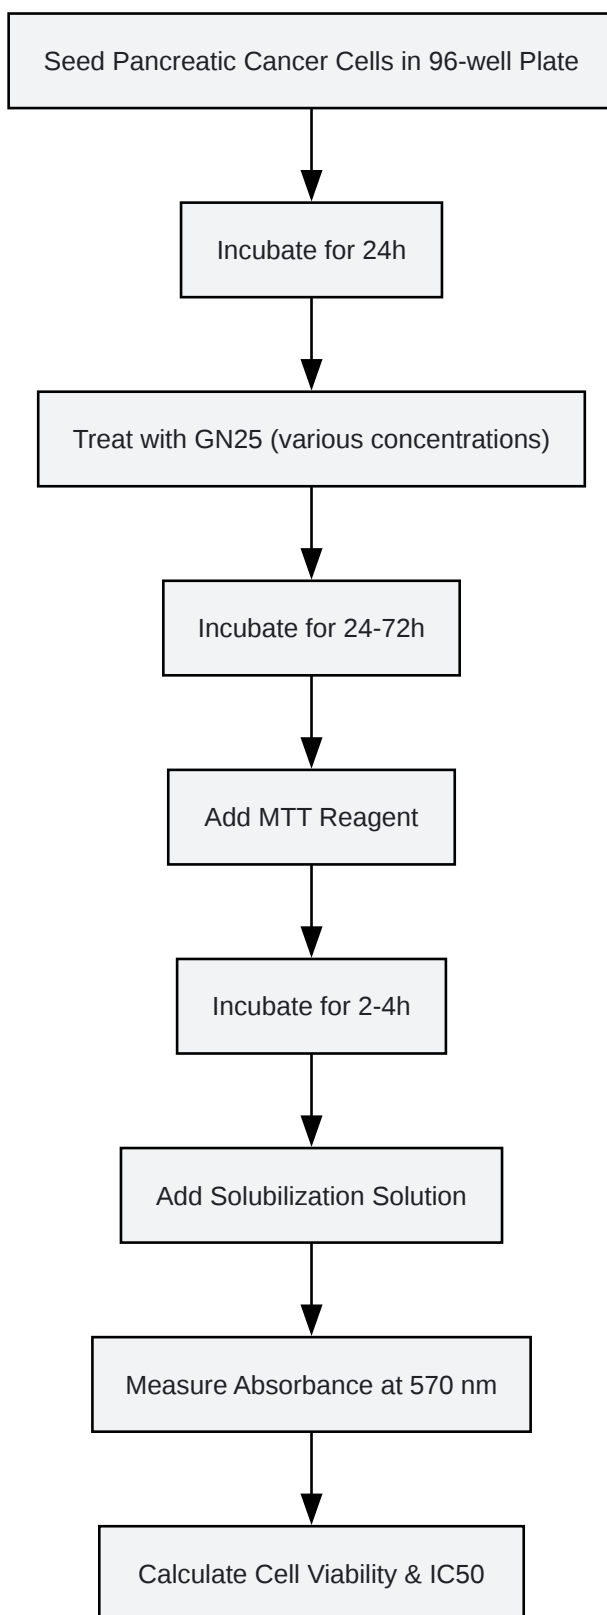 Seed Pancreatic Cancer Cells in 96-well Plate
Incubate for 24h
Treat with GN25 (various concentrations)
Incubate for 24-72h
Add MTT Reagent
Incubate for 2-4h
Add Solubilization Solution
Measure Absorbance at 570 nm
Calculate Cell Viability & IC50